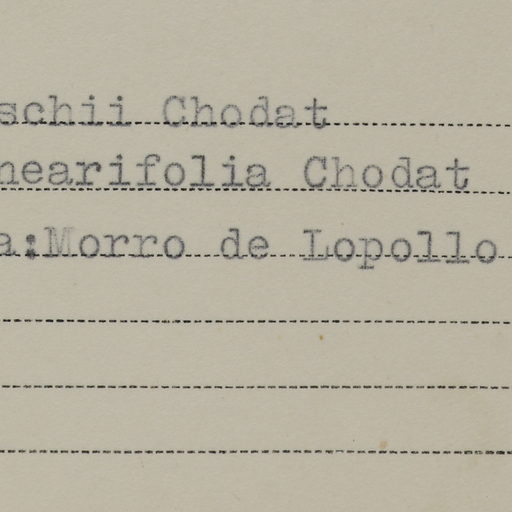 schii Chodat
nearifolia Chodat
a:Morro de Lopollo